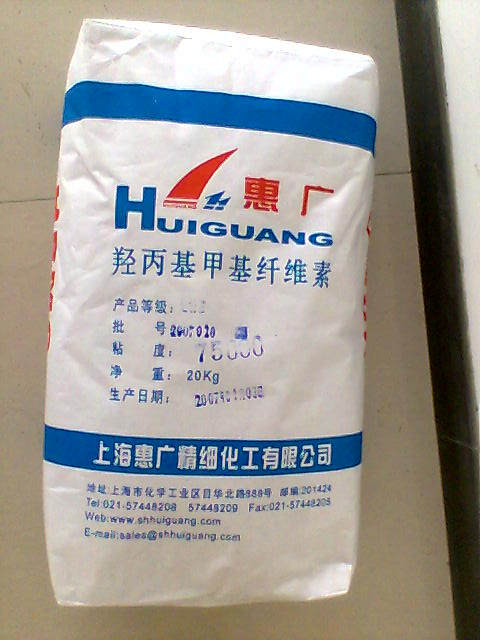 惠广
HUIGUANG
羟丙基甲基纤维素
产品等级:
批 号
粘 度: 75000
净 重: 20Kg
生产日期:
上海惠广精细化工有限公司
地址:上海市化学工业区目华北路888号 邮编:201424
Tel:021-57448208 57448209 Fax:021-57448205
Web:www.shhuiguang.com
E-mail:sales@shhuiguang.com